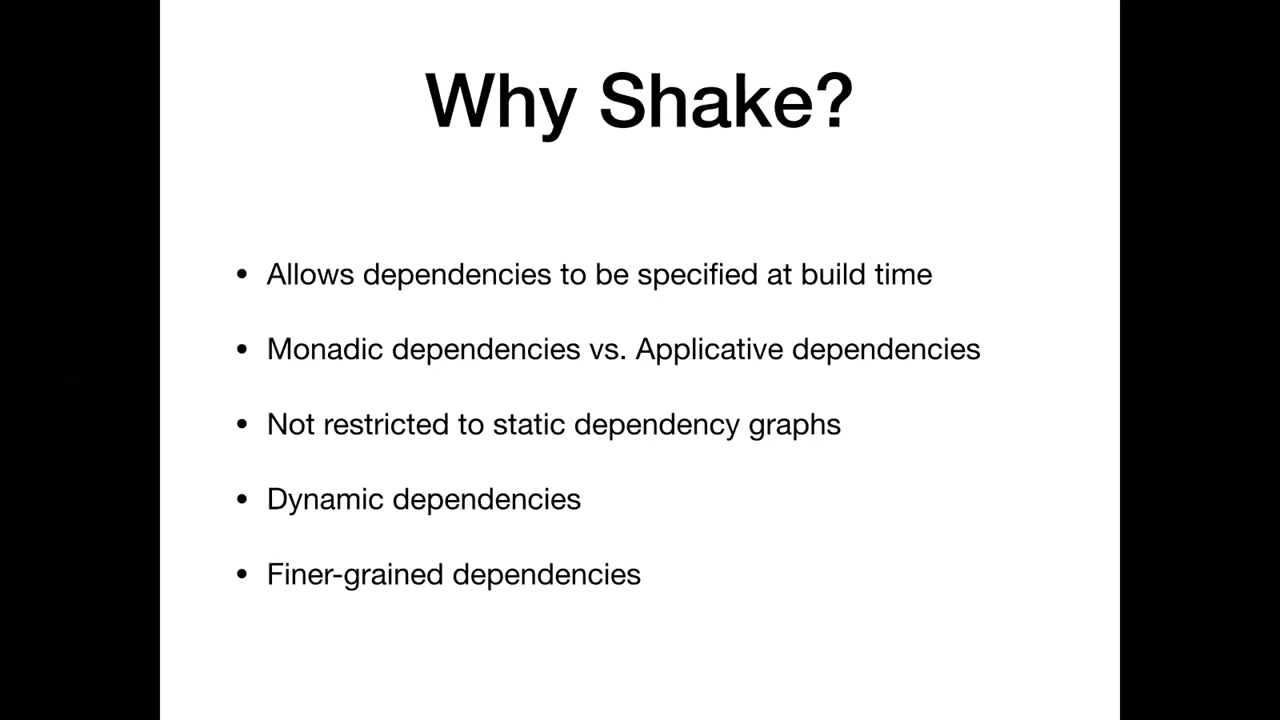 Why Shake?
• Allows dependencies to be specified at build time
• Monadic dependencies vs. Applicative dependencies
• Not restricted to static dependency graphs
• Dynamic dependencies
• Finer-grained dependencies